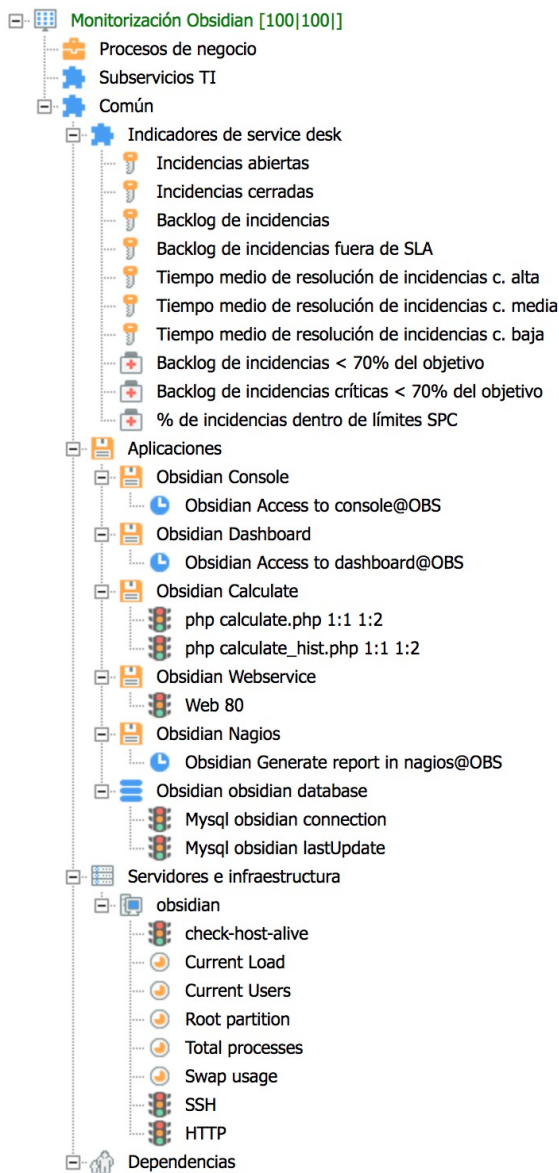 Monitorización Obsidian [100|100|]
Procesos de negocio
Subservicios TI
Común
Indicadores de service desk
Incidencias abiertas
Incidencias cerradas
Backlog de incidencias
Backlog de incidencias fuera de SLA
Tiempo medio de resolución de incidencias c. alta
Tiempo medio de resolución de incidencias c. media
Tiempo medio de resolución de incidencias c. baja
Backlog de incidencias < 70% del objetivo
Backlog de incidencias críticas < 70% del objetivo
% de incidencias dentro de límites SPC
Aplicaciones
Obsidian Console
Obsidian Access to console@OBS
Obsidian Dashboard
Obsidian Access to dashboard@OBS
Obsidian Calculate
php calculate.php 1:1 1:2
php calculate_hist.php 1:1 1:2
Obsidian Webservice
Web 80
Obsidian Nagios
Obsidian Generate report in nagios@OBS
Obsidian obsidian database
Mysql obsidian connection
Mysql obsidian lastUpdate
Servidores e infraestructura
obsidian
check-host-alive
Current Load
Current Users
Root partition
Total processes
Swap usage
SSH
HTTP
Dependencias